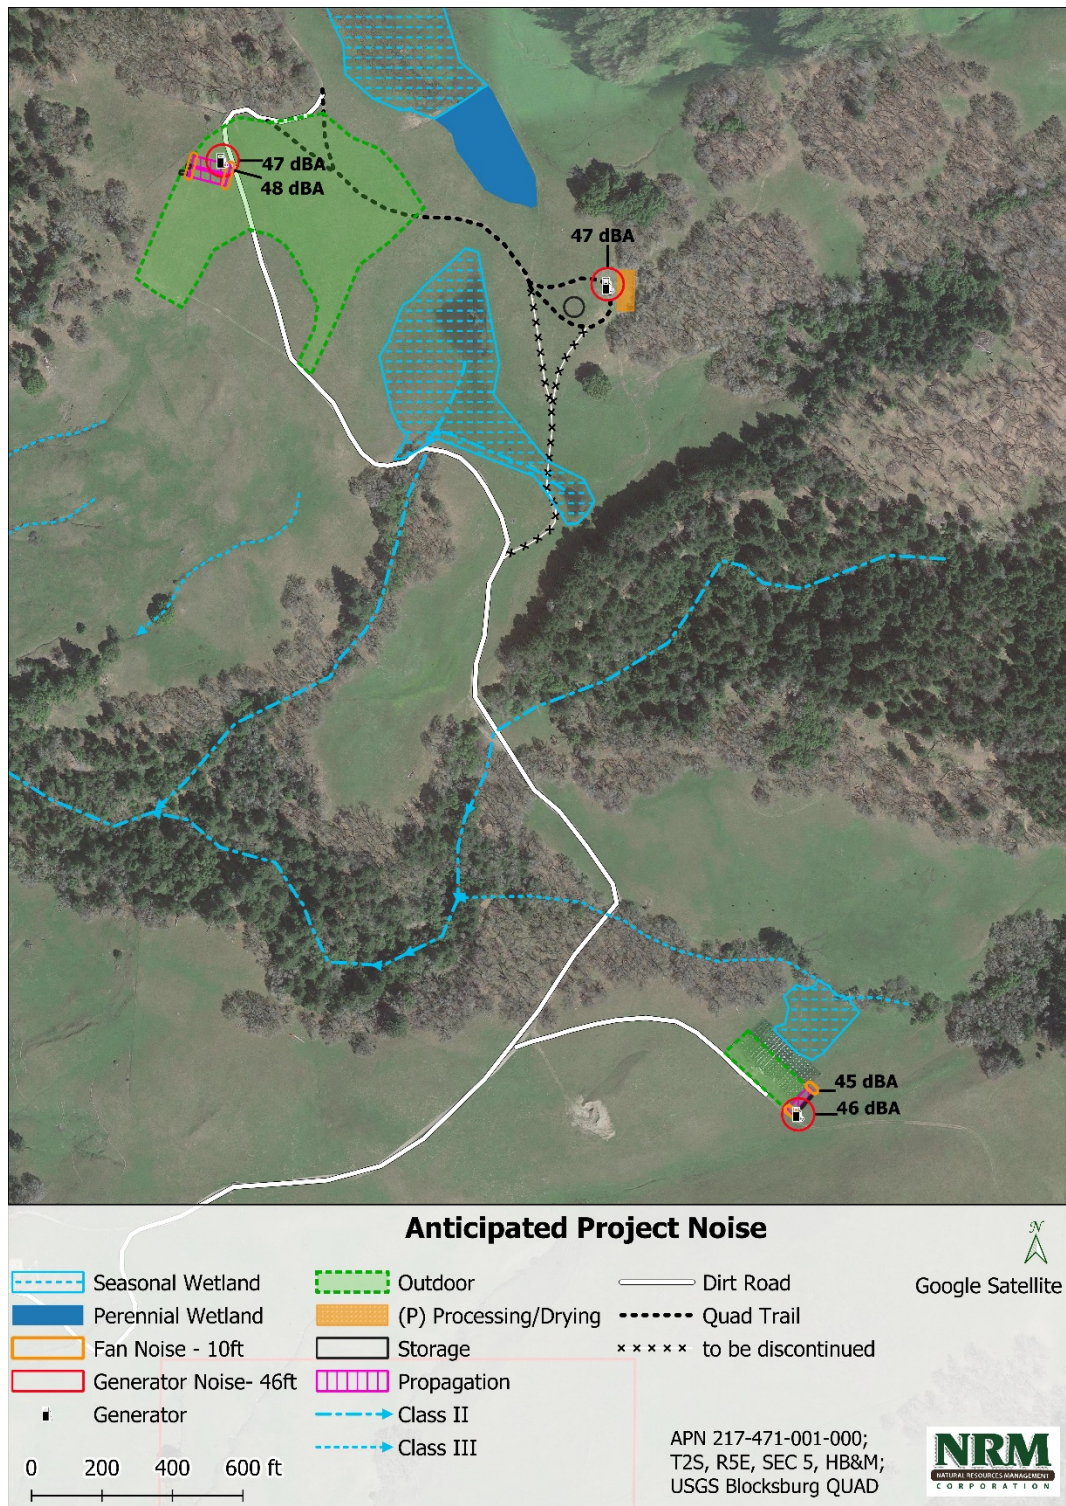 47 dBA
48 dBA
47 dBA
45 dBA
46 dBA
Anticipated Project Noise
N
Google Satellite
Seasonal Wetland
Perennial Wetland
Fan Noise - 10ft
Generator Noise- 46ft
Generator
Outdoor
(P) Processing/Drying
Storage
Propagation
Class II
Class III
Dirt Road
Quad Trail
to be discontinued
0 200 400 600 ft
APN 217-471-001-000;
T2S, R5E, SEC 5, HB&M;
USGS Blocksburg QUAD
NRM
NATURAL RESOURCES MANAGEMENT
CORPORATION